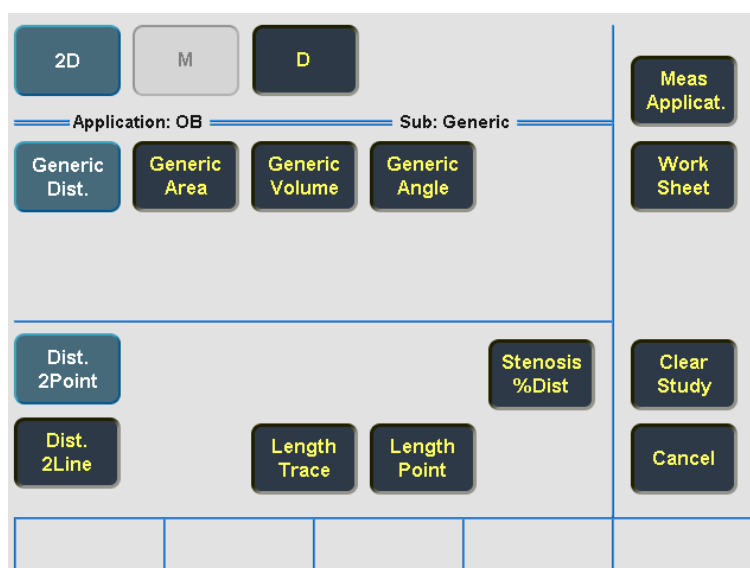 2D
M
D
Meas
Applicat.
Application: OB
Sub: Generic
Generic
Dist.
Generic
Area
Generic
Volume
Generic
Angle
Work
Sheet
Dist.
2Point
Stenosis
%Dist
Clear
Study
Dist.
2Line
Length
Trace
Length
Point
Cancel